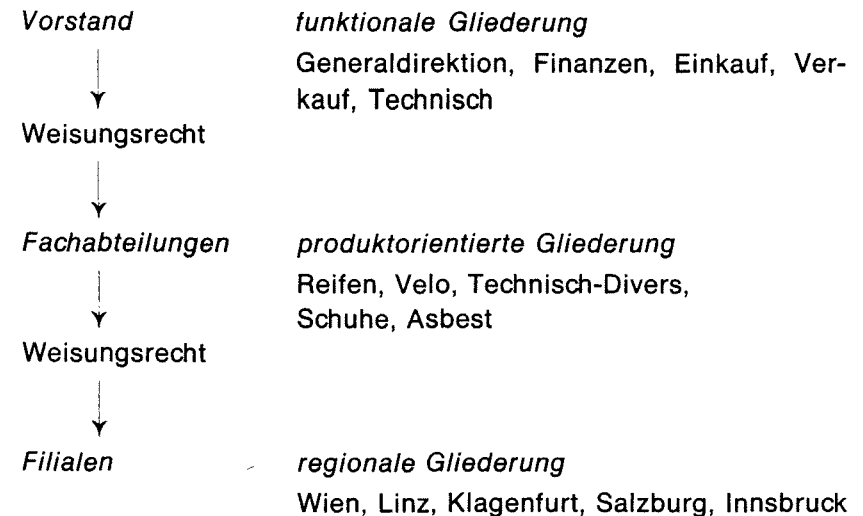 Vorstand funktionale Gliederung
Generaldirektion, Finanzen, Einkauf, Ver-
kauf, Technisch
Weisungsrecht
Fachabteilungen produktorientierte Gliederung
Reifen, Velo, Technisch-Divers,
Schuhe, Asbest
Weisungsrecht
Filialen regionale Gliederung
Wien, Linz, Klagenfurt, Salzburg, Innsbruck